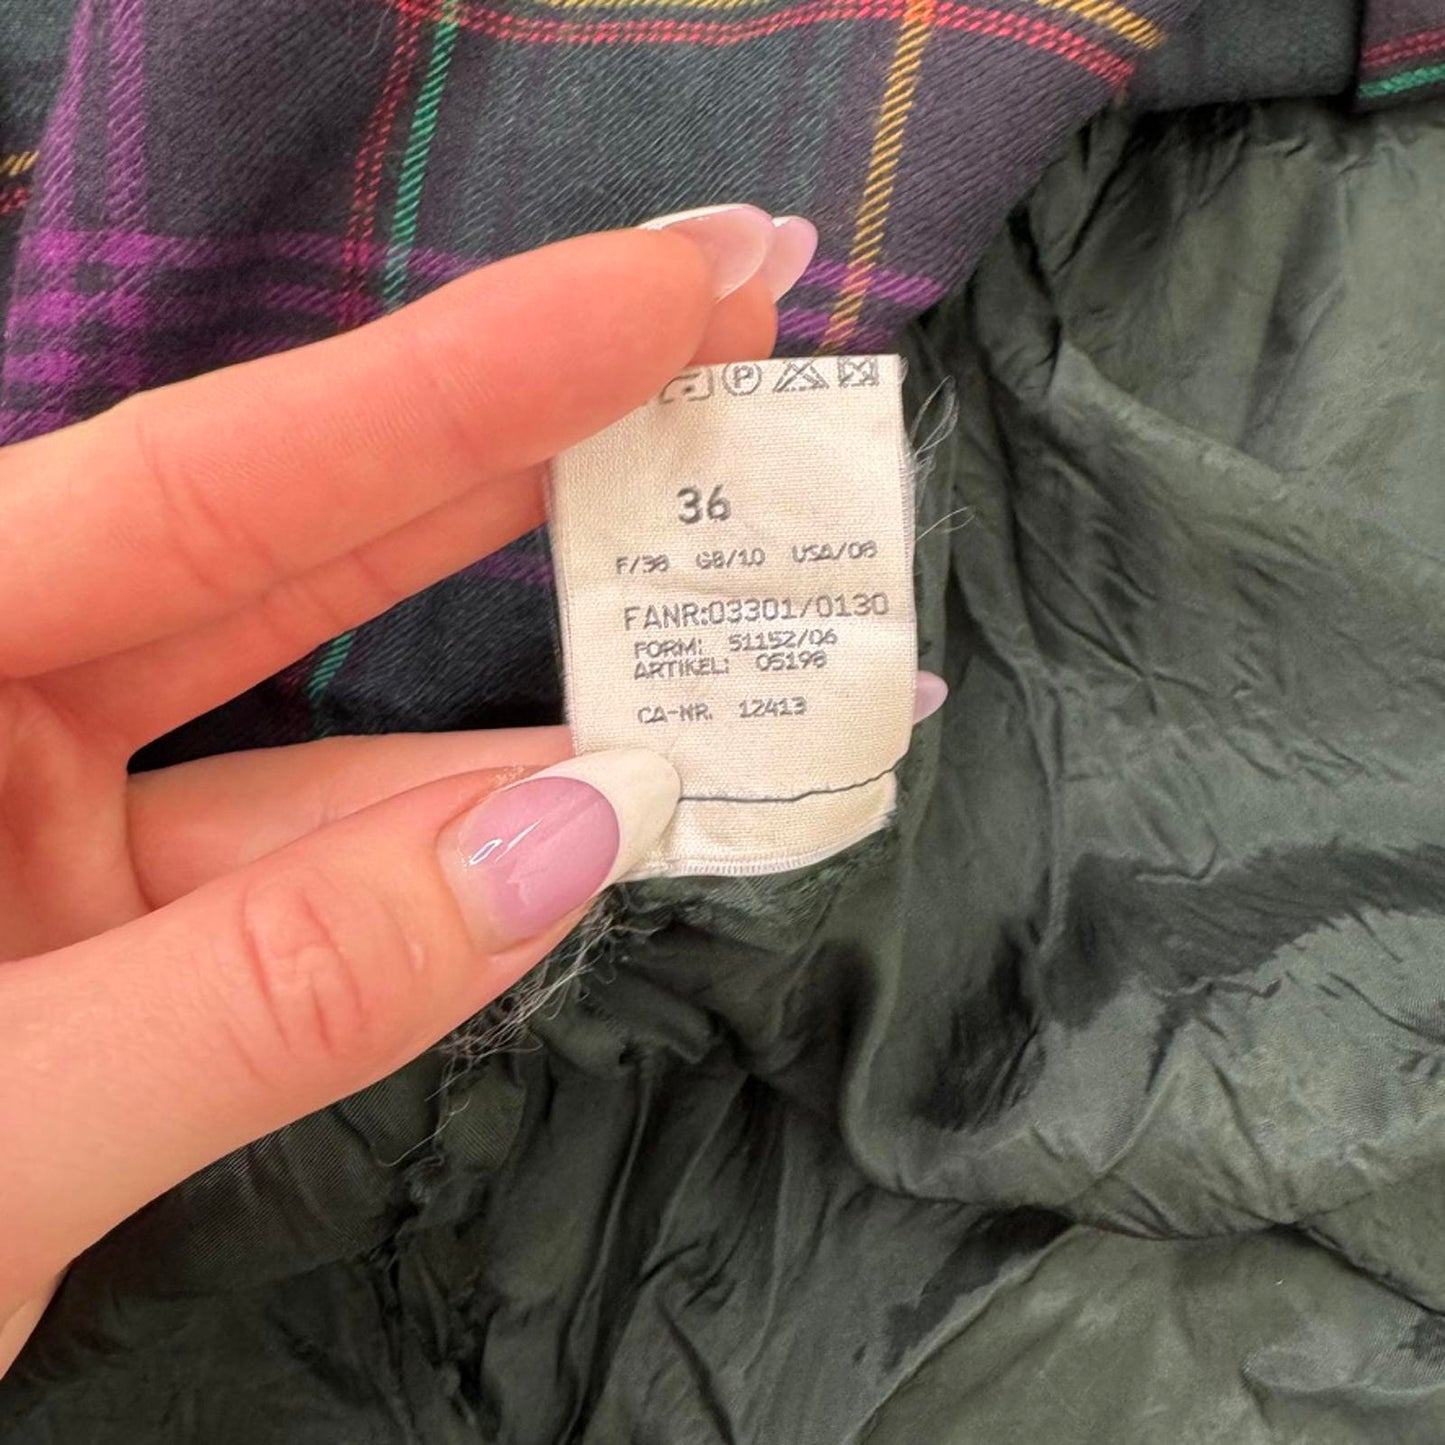 P
36
F/38 GB/10 USA/08
FANR:03301/0130
FORM: 51152/06
ARTIKEL: 05198
CA-NR. 12413